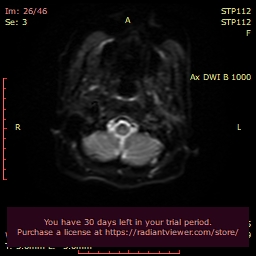 Im: 26/46
Se: 3
A
STP112
STP112
F
Ax DWI B 1000
R
L
You have 30 days left in your trial period.
Purchase a license at https://radiantviewer.com/store/